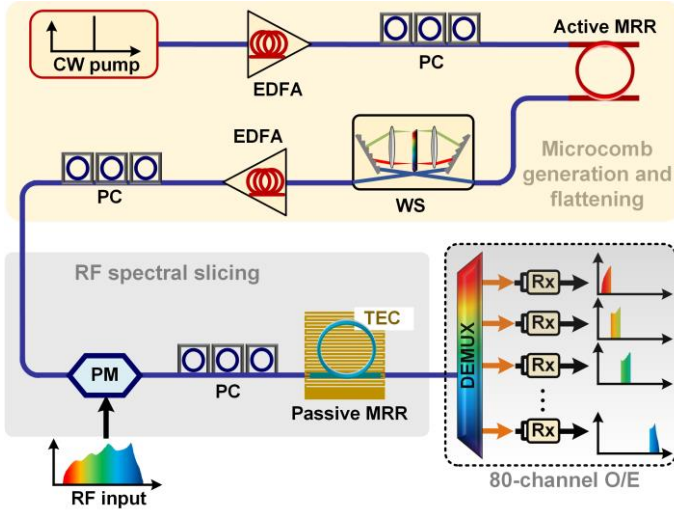 CW pump
EDFA
PC
Active MRR
EDFA
PC
WS
Microcomb
generation and
flattening
RF spectral slicing
TEC
PM
PC
Passive MRR
RF input
DEMUX
Rx
Rx
Rx
Rx
80-channel O/E